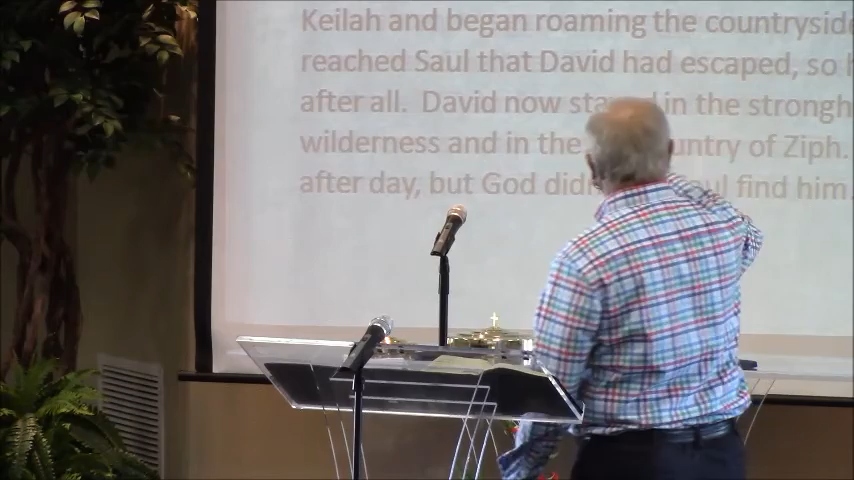 Keilah and began roaming the countryside
reached Saul that David had escaped, so
after all.  David now in the
wilderness and in the of Ziph.
after day, but God find him.